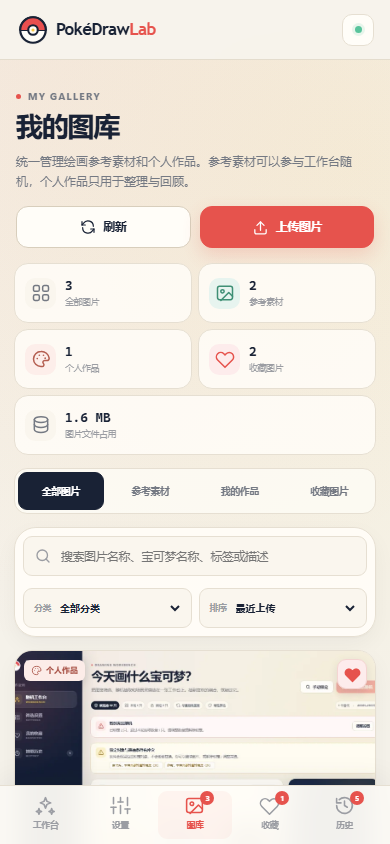 PokéDrawLab
MY GALLERY
我的图库
统一管理绘画参考素材和个人作品。参考素材可以参与工作台随
机，个人作品只用于整理与回顾。
刷新
上传图片
3
全部图片
2
参考素材
1
个人作品
2
收藏图片
1.6 MB
图片文件占用
全部图片
参考素材
我的作品
收藏图片
搜索图片名称、宝可梦名称、标签或描述
分类 全部分类
排序 最近上传
个人作品
今天画什么宝可梦?
工作台
设置
3
图库
1
收藏
5
历史